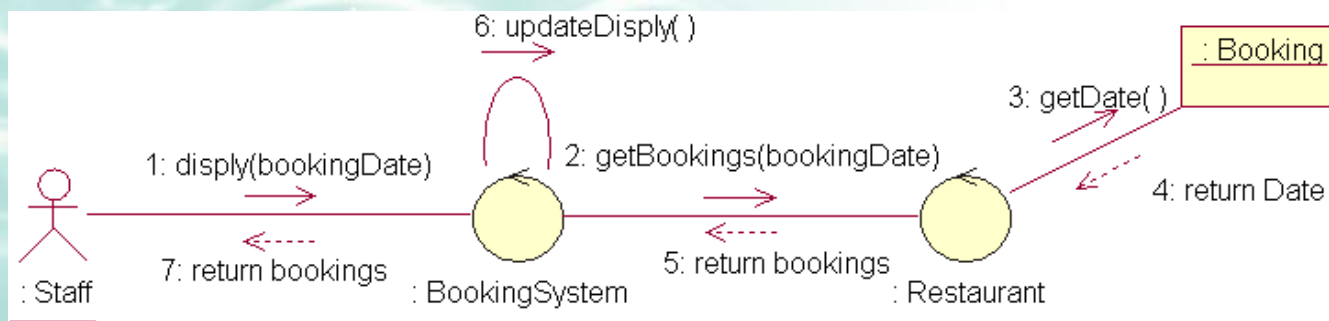 6: updateDisply( )
: Booking
3: getDate( )
1: disply(bookingDate)
2: getBookings(bookingDate)
4: return Date
7: return bookings
5: return bookings
: Staff
: BookingSystem
: Restaurant